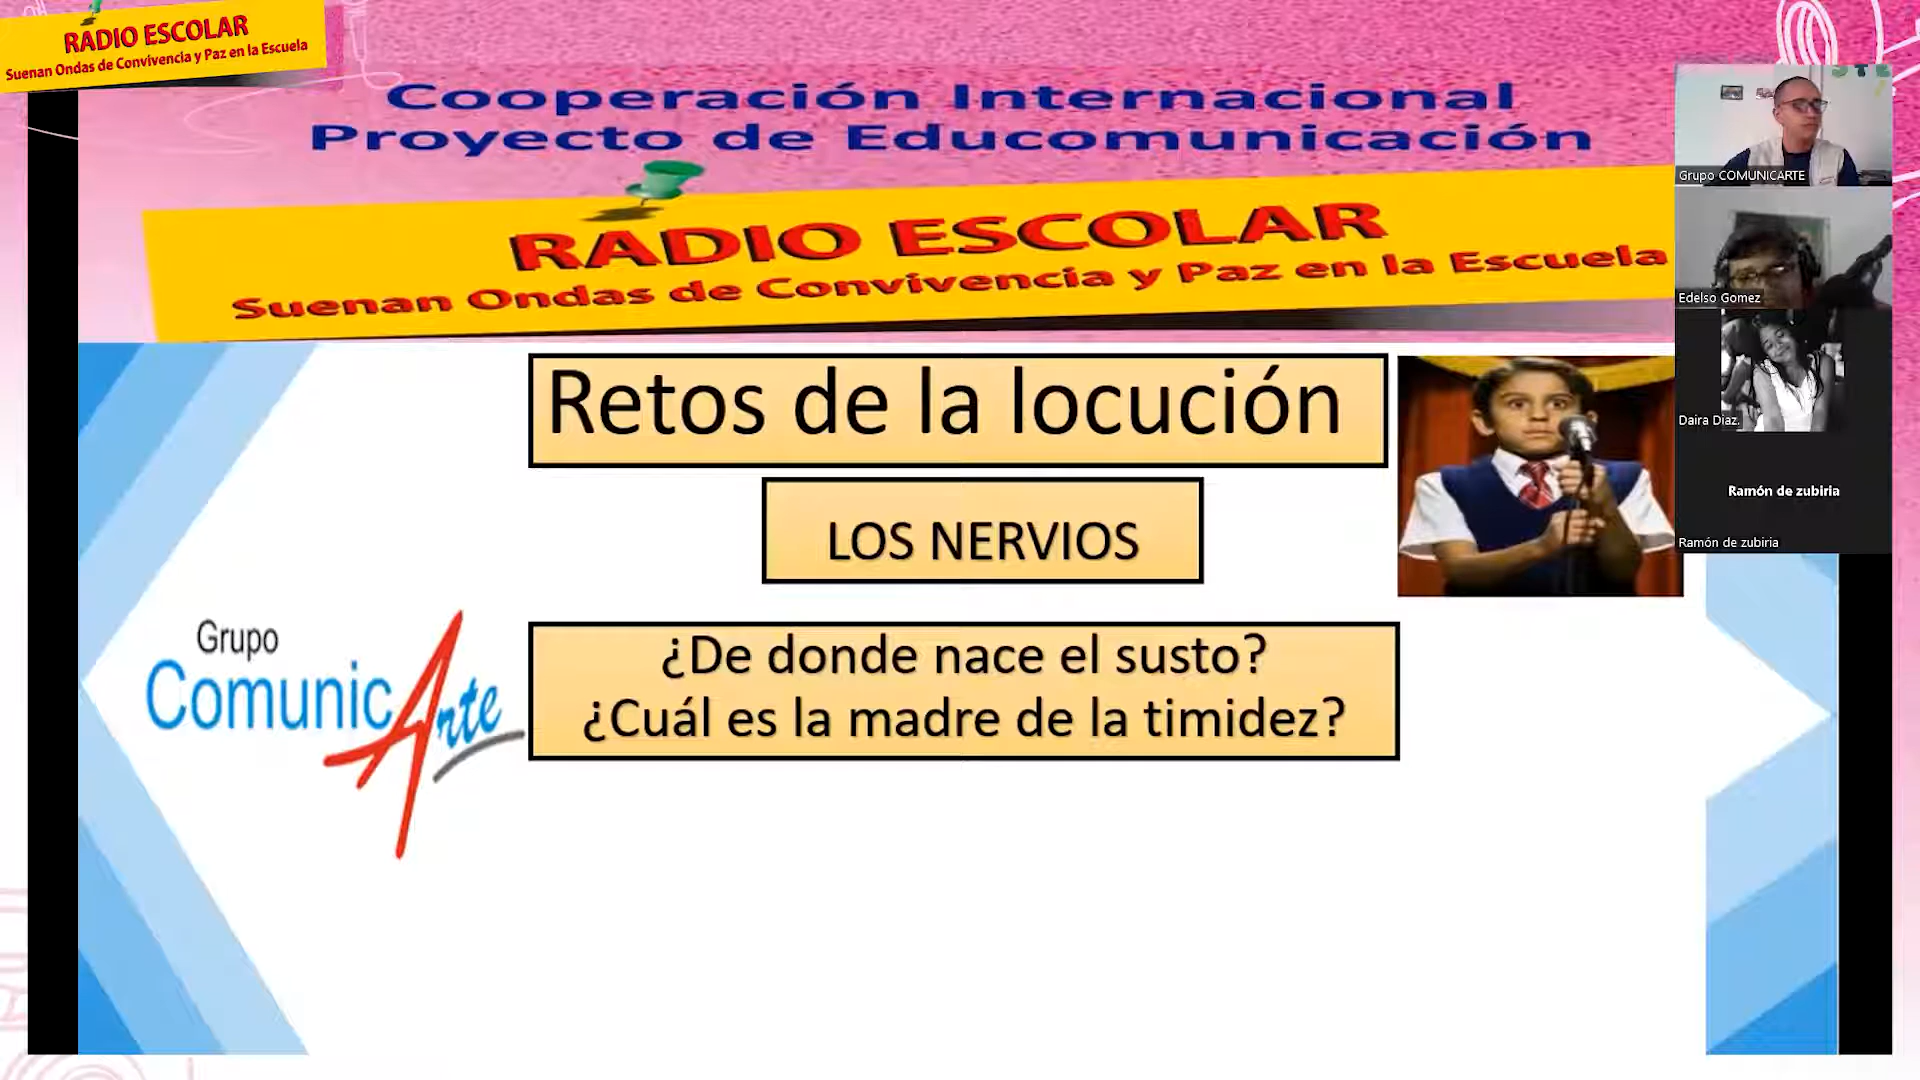 RADIO ESCOLAR
Suenan Ondas de Convivencia y Paz en la Escuela
Cooperación Internacional
Proyecto de Educomunicación
RADIO ESCOLAR
Suenan Ondas de Convivencia y Paz en la Escuela
Retos de la locución
LOS NERVIOS
¿De donde nace el susto?
¿Cuál es la madre de la timidez?
Grupo
ComunicArte
Grupo COMUNICARTE
Edelso Gomez
Daira Diaz.
Ramón de zubiria
Ramón de zubiria